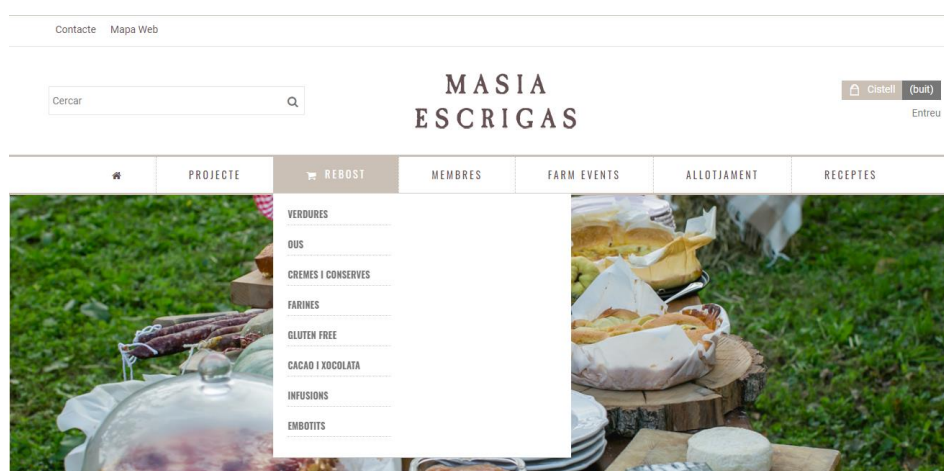 Contacte Mapa Web
Cercar
MASIA
ESCRIGAS
Cistell (buit)
Entreu
PROJECTE REBOST MEMBRES FARM EVENTS ALLOTJAMENT RECEPTES
VERDURES
OUS
CREMES I CONSERVES
FARINES
GLUTEN FREE
CACAO I XOCOLATA
INFUSIONS
EMBOTITS